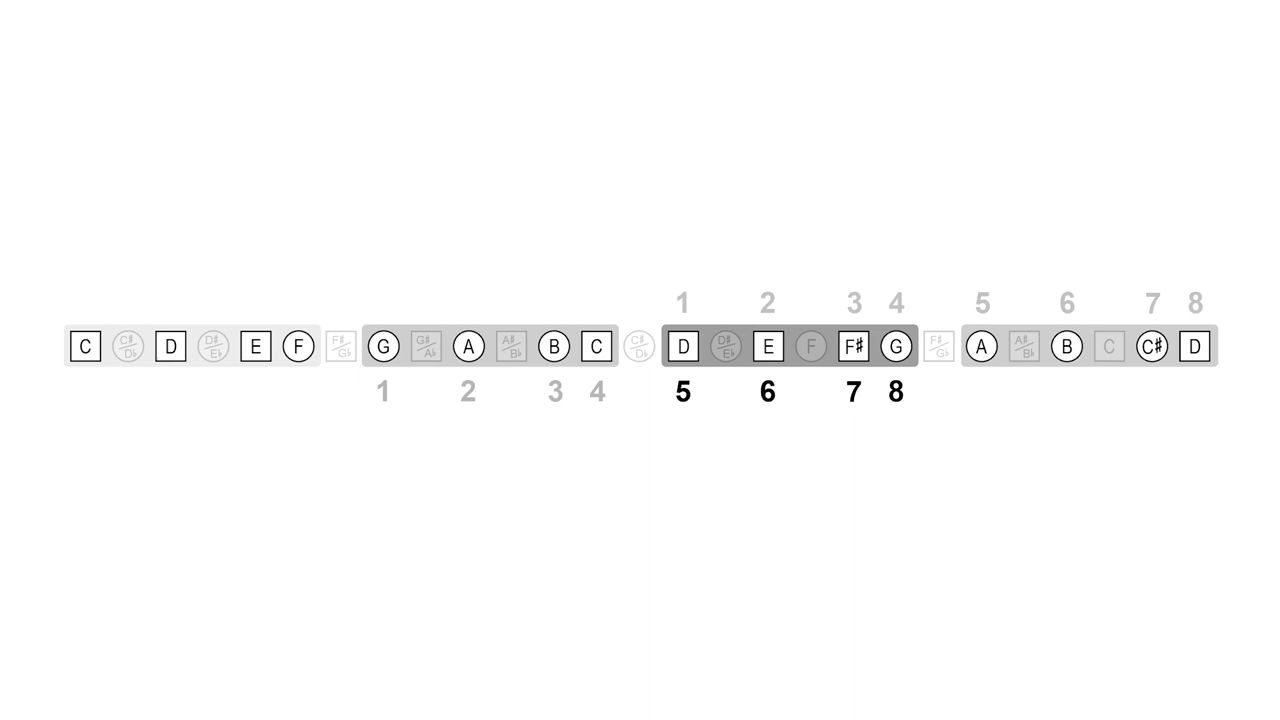 1 2 3 4 5 6 7 8
C C♯/D♭ D D♯/E♭ E F F♯/G♭ G G♯/A♭ A A♯/B♭ B C C♯/D♭ D D♯/E♭ E F F♯ G F♯/G♭ A A♯/B♭ B C C♯ D
1 2 3 4 5 6 7 8